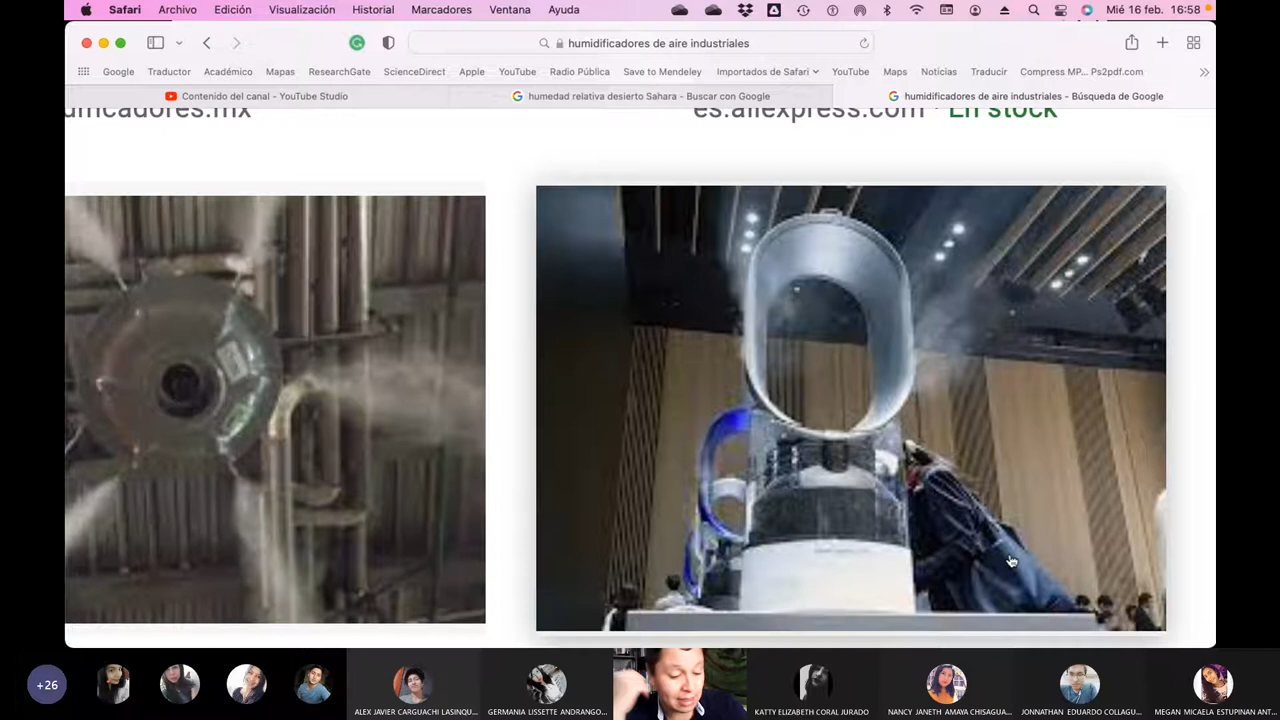 Safari Archivo Edición Visualización Historial Marcadores Ventana Ayuda Mié 16 feb. 16:58
humidificadores de aire industriales
Google Traductor Académico Mapas ResearchGate ScienceDirect Apple YouTube Radio Pública Save to Mendeley Importados de Safari YouTube Maps Noticias Traducir Compress MP... Ps2pdf.com
Contenido del canal - YouTube Studio humedad relativa desierto Sahara - Buscar con Google humidificadores de aire industriales - Búsqueda de Google
es.aliexpress.com · En stock
+26 ALEX JAVIER CARGUACHI LASINQU... GERMANIA LISSETTE ANDRANGO... KATTY ELIZABETH CORAL JURADO NANCY JANETH AMAYA CHISAGUA... JONNATHAN EDUARDO COLLAGU... MEGAN MICAELA ESTUPINAN ANT...